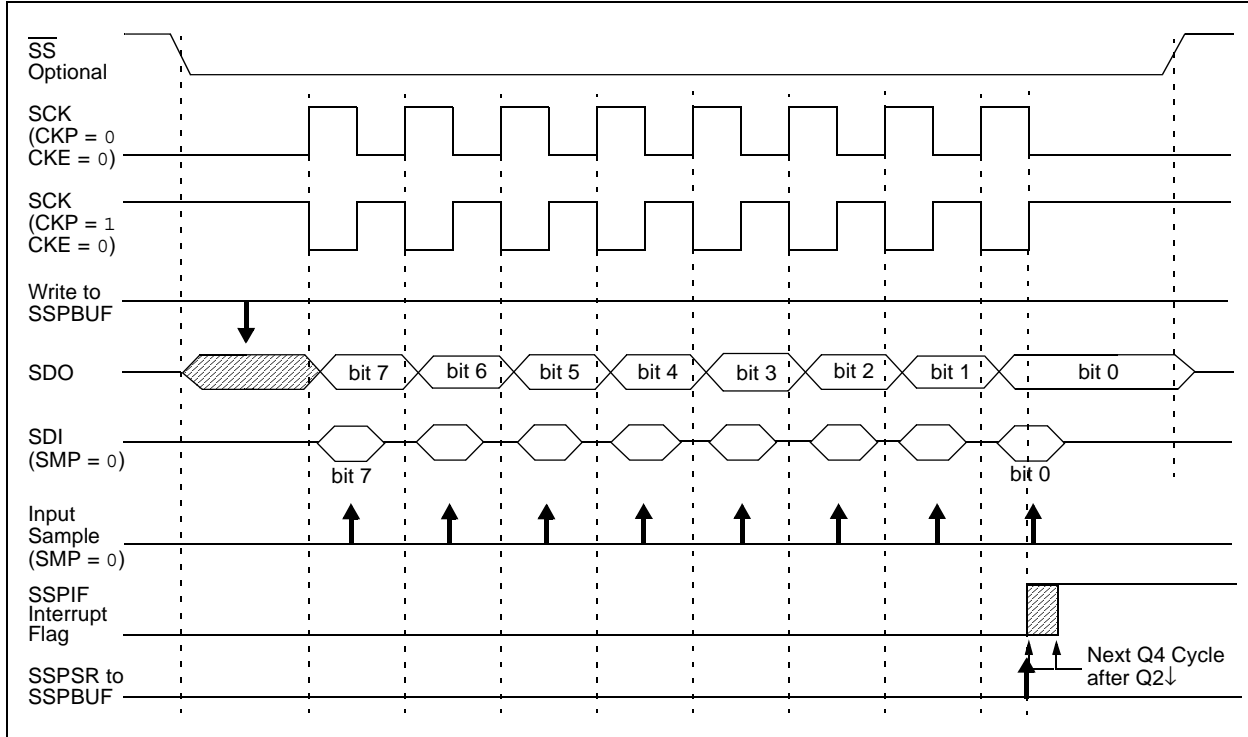 SS
Optional
SCK
(CKP = 0
CKE = 0)
SCK
(CKP = 1
CKE = 0)
Write to
SSPBUF
SDO
bit 7
bit 6
bit 5
bit 4
bit 3
bit 2
bit 1
bit 0
SDI
(SMP = 0)
bit 7
bit 0
Input
Sample
(SMP = 0)
SSPIF
Interrupt
Flag
Next Q4 Cycle
after Q2↓
SSPSR to
SSPBUF